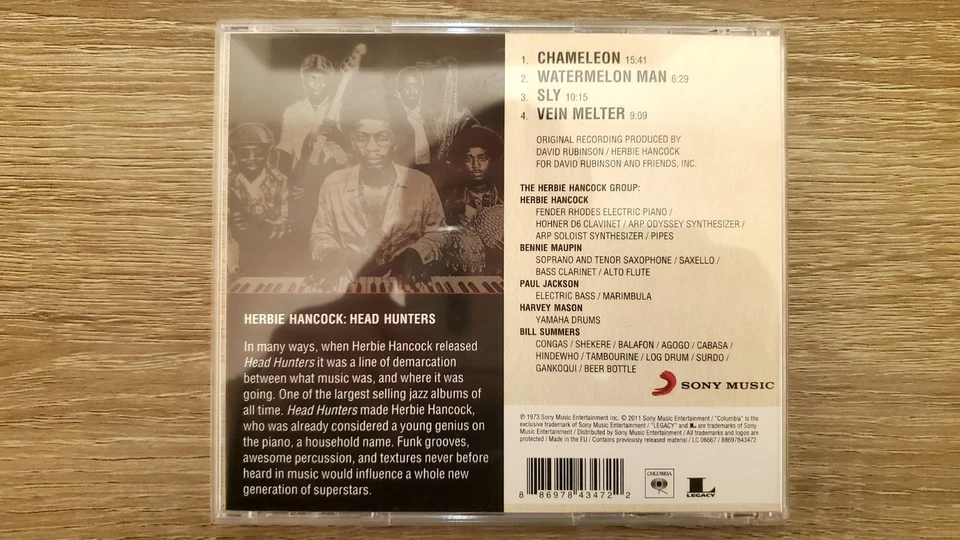 HERBIE HANCOCK: HEAD HUNTERS
In many ways, when Herbie Hancock released
Head Hunters it was a line of demarcation
between what music was, and where it was
going. One of the largest selling jazz albums of
all time. Head Hunters made Herbie Hancock,
who was already considered a young genius on
the piano, a household name. Funk grooves,
awesome percussion, and textures never before
heard in music would influence a whole new
generation of superstars.
1. CHAMELEON 15:41
2. WATERMELON MAN 6:29
3. SLY 10:15
4. VEIN MELTER 9:09
ORIGINAL RECORDING PRODUCED BY
DAVID RUBINSON / HERBIE HANCOCK
FOR DAVID RUBINSON AND FRIENDS, INC.
THE HERBIE HANCOCK GROUP:
HERBIE HANCOCK
FENDER RHODES ELECTRIC PIANO /
HOHNER D6 CLAVINET / ARP ODYSSEY SYNTHESIZER /
ARP SOLOIST SYNTHESIZER / PIPES
BENNIE MAUPIN
SOPRANO AND TENOR SAXOPHONE / SAXELLO /
BASS CLARINET / ALTO FLUTE
PAUL JACKSON
ELECTRIC BASS / MARIMBULA
HARVEY MASON
YAMAHA DRUMS
BILL SUMMERS
CONGAS / SHEKERE / BALAFON / AGOGO / CABASA /
HINDEWHO / TAMBOURINE / LOG DRUM / SURDO /
GANKOQUI / BEER BOTTLE
SONY MUSIC
℗ 1973 Sony Music Entertainment Inc. © 2011 Sony Music Entertainment / "Columbia" is the
exclusive trademark of Sony Music Entertainment / "LEGACY" and L are trademarks of Sony
Music Entertainment / Distributed by Sony Music Entertainment / All trademarks and logos are
protected / Made in the EU / Contains previously released material / LC 06667 / 88697843472
8 86978 43472 2
COLUMBIA
L
LEGACY